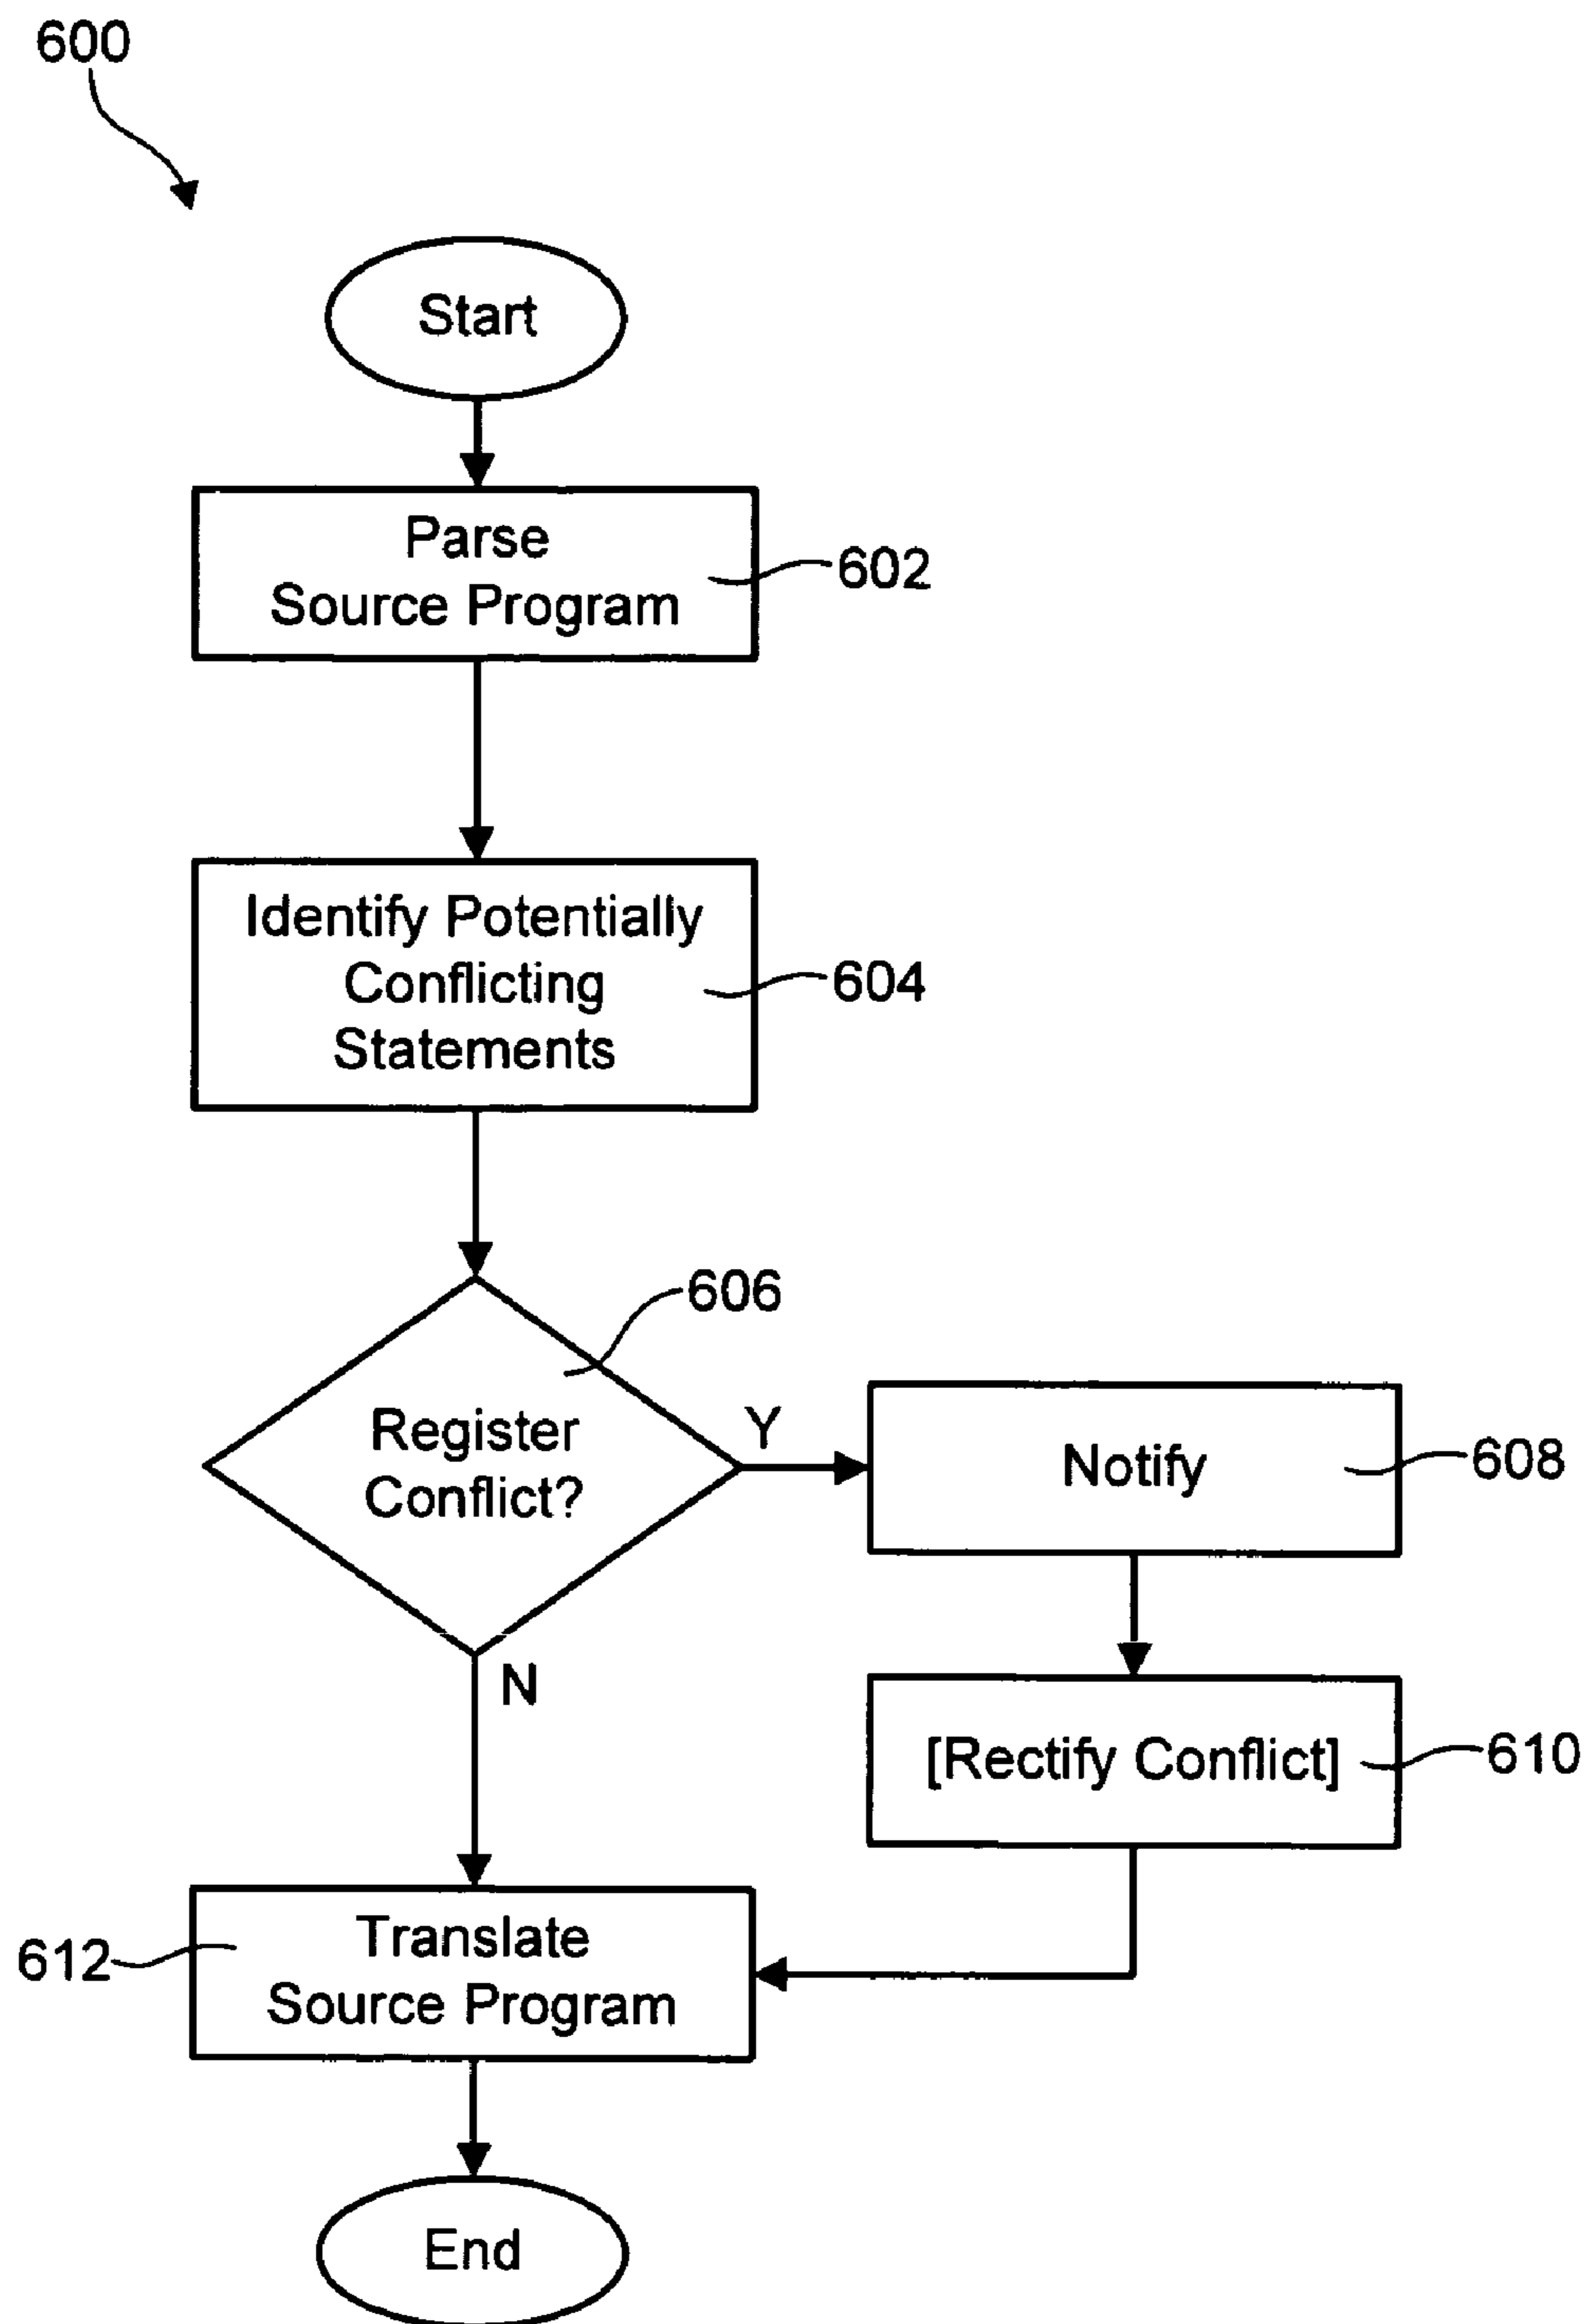 600
Start
Parse
Source Program
602
Identify Potentially
Conflicting
Statements
604
606
Register
Conflict?
Y
N
Notify
608
[Rectify Conflict]
610
612
Translate
Source Program
End